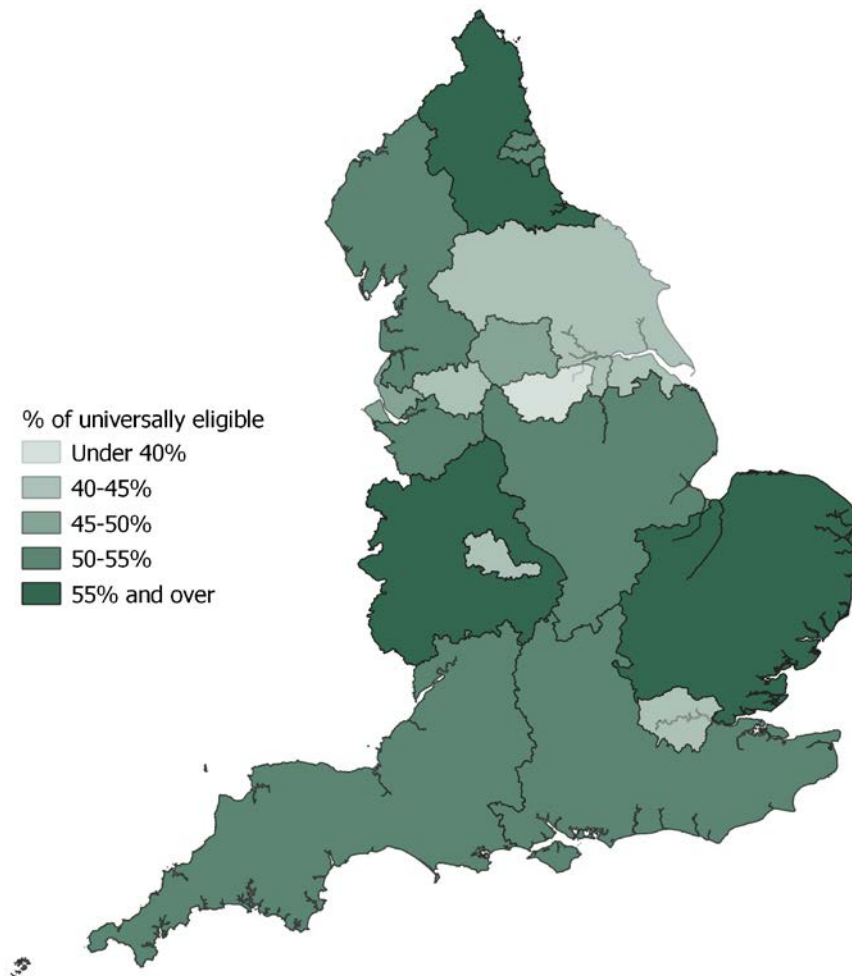 % of universally eligible
Under 40%
40-45%
45-50%
50-55%
55% and over